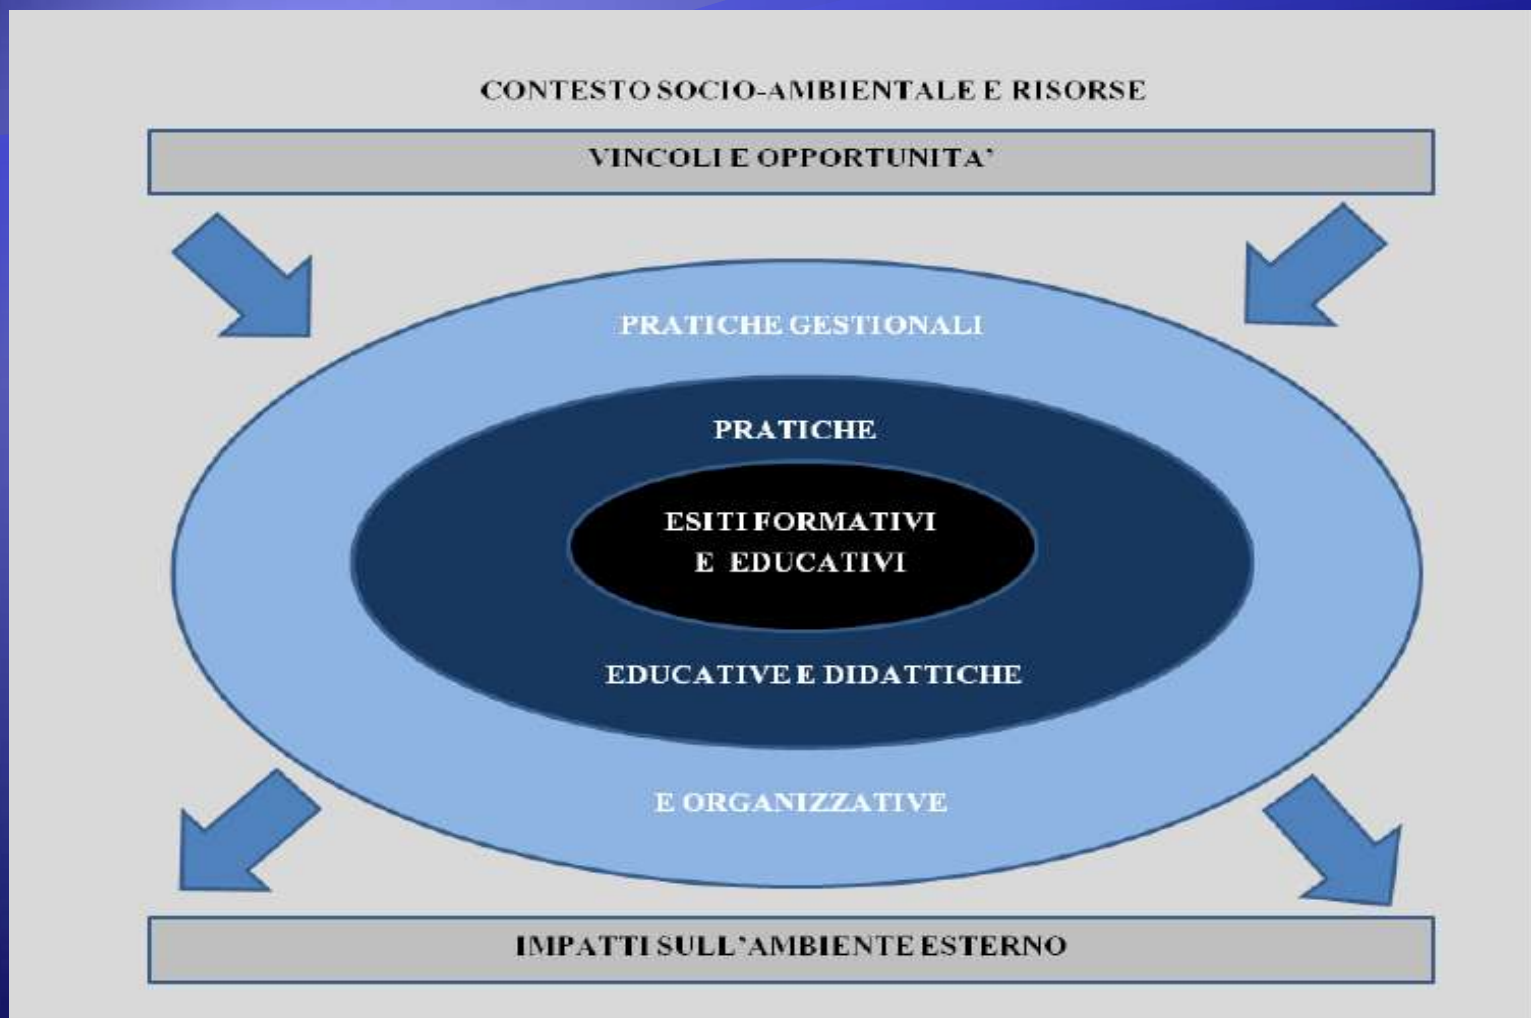 CONTESTO SOCIO-AMBIENTALE E RISORSE
VINCOLI E OPPORTUNITA’
PRATICHE GESTIONALI
PRATICHE
ESITI FORMATIVI
E EDUCATIVI
EDUCATIVE E DIDATTICHE
E ORGANIZZATIVE
IMPATTI SULL’AMBIENTE ESTERNO